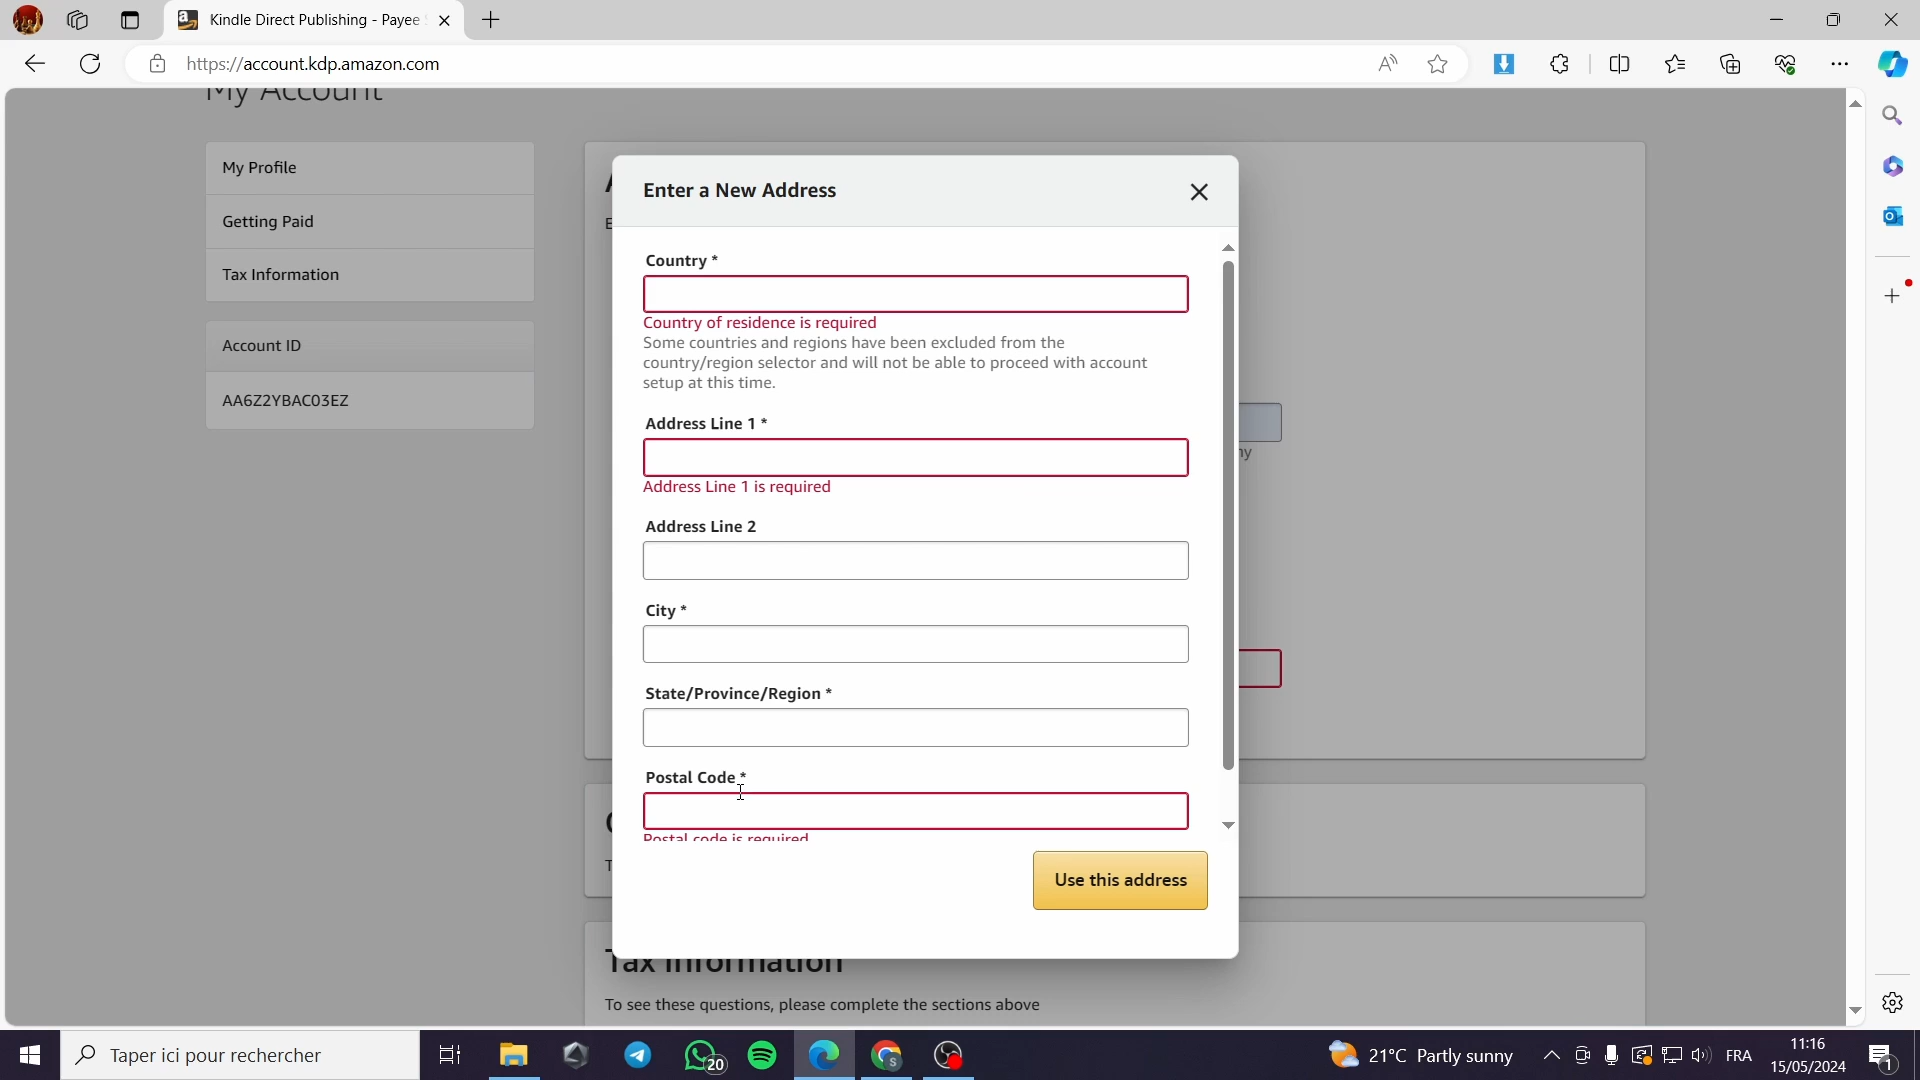 Kindle Direct Publishing - Payee
https://account.kdp.amazon.com
My Account
My Profile
Getting Paid
Tax Information
Account ID
AA6Z2YBAC03EZ
Enter a New Address
Country *
Country of residence is required
Some countries and regions have been excluded from the
country/region selector and will not be able to proceed with account
setup at this time.
Address Line 1 *
Address Line 1 is required
Address Line 2
City *
State/Province/Region *
Postal Code *
Postal code is required
Use this address
Tax Information
To see these questions, please complete the sections above
Taper ici pour rechercher
20
21°C Partly sunny
FRA
11:16
15/05/2024
1